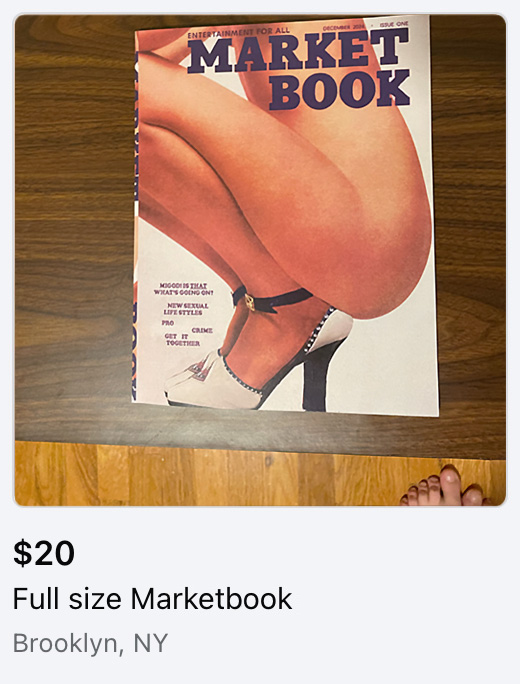 ENTERTAINMENT FOR ALL
DECEMBER ISSUE ONE
MARKET
BOOK
MIGOD! IS THAT
WHAT'S GOING ON?
NEW SEXUAL
LIFE STYLES
PRO
CRIME
GET IT
TOGETHER
$20
Full size Marketbook
Brooklyn, NY